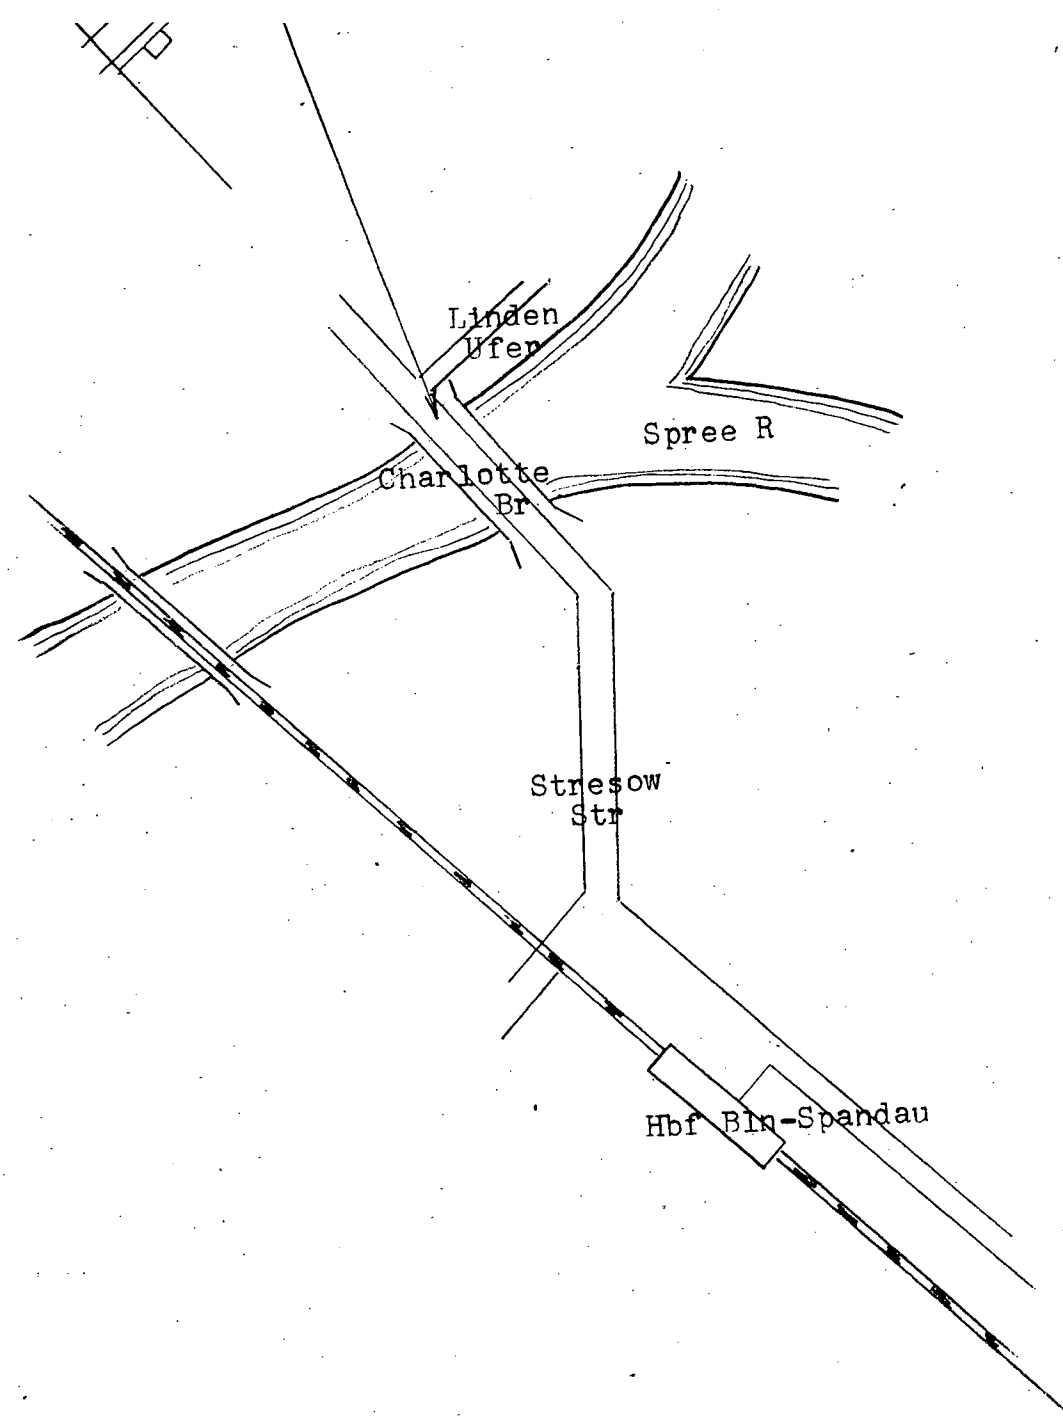 Linden
Ufer
Spree R
Charlotte
Br
Stresow
Str
Hbf Bln-Spandau